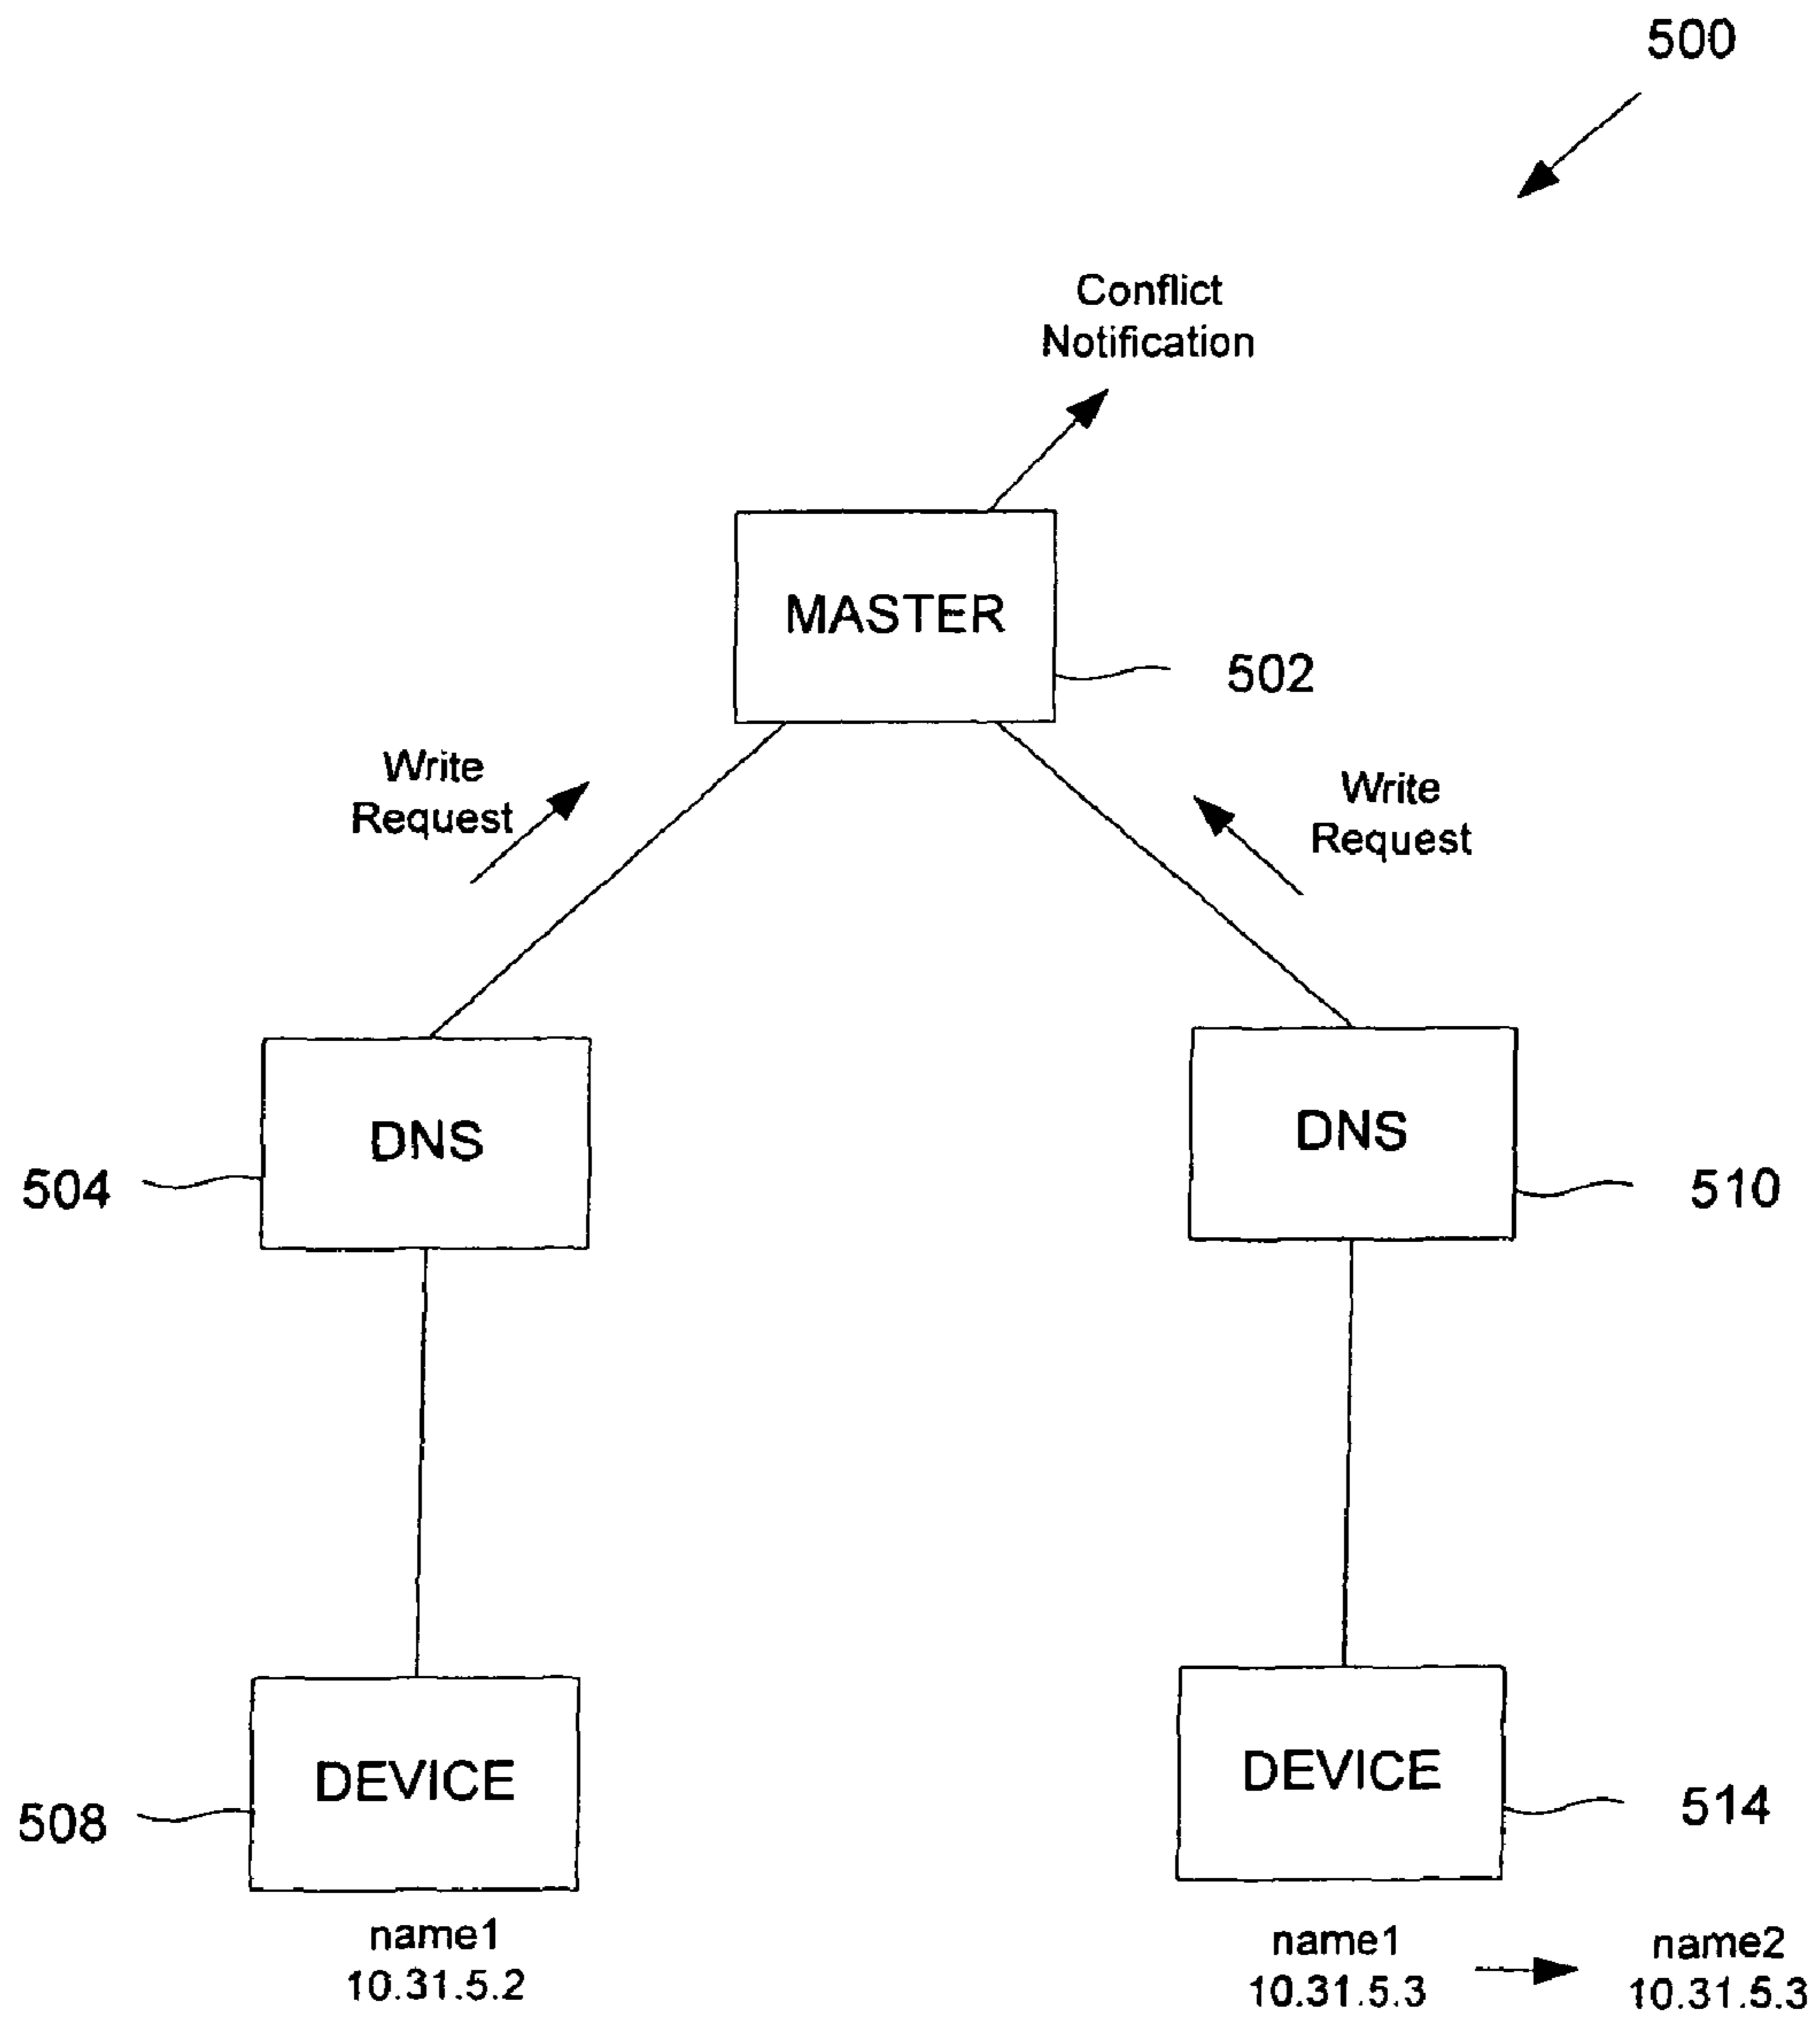 500
Conflict
Notification
MASTER
502
Write
Request
Write
Request
DNS
504
DNS
510
DEVICE
508
DEVICE
514
name1
10.31.5.2
name1
10.31.5.3
name2
10.31.5.3